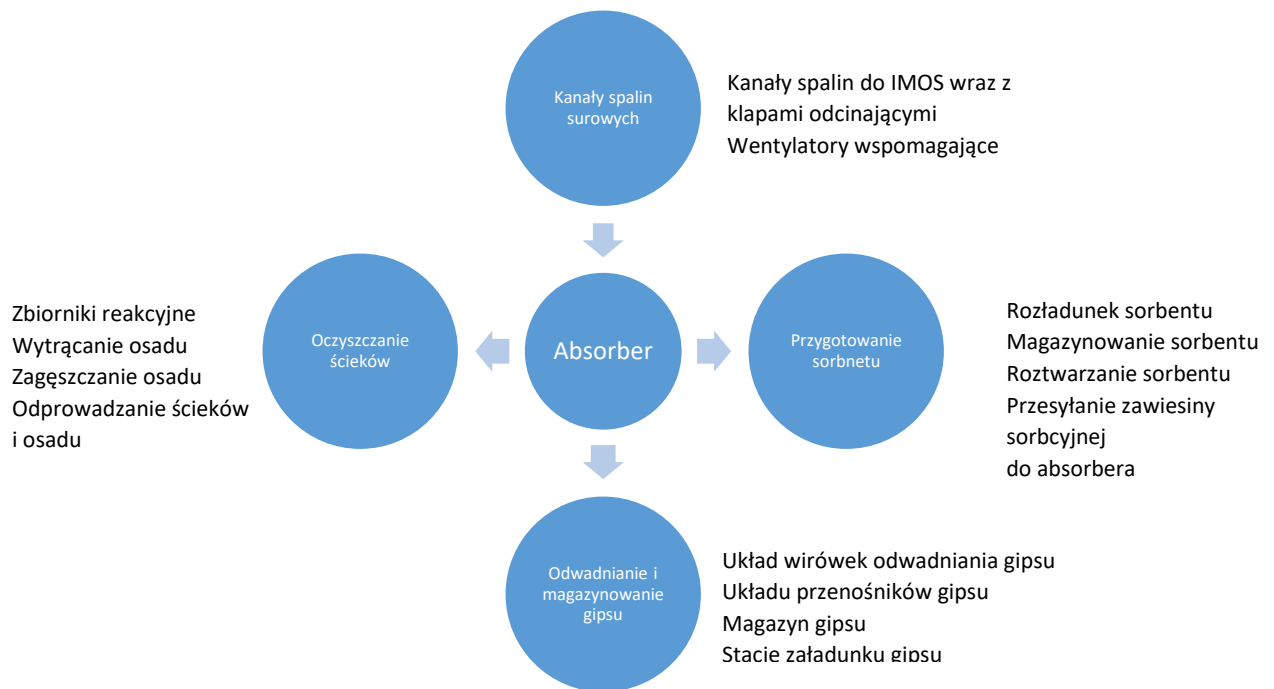 Kanały spalin
surowych
Kanały spalin do IMOS wraz z
klapami odcinającymi
Wentylatory wspomagające
Zbiorniki reakcyjne
Wytrącanie osadu
Zagęszczanie osadu
Odprowadzanie ścieków
i osadu
Oczyszczanie
ścieków
Absorber
Przygotowanie
sorbnetu
Rozładunek sorbentu
Magazynowanie sorbentu
Roztwarzanie sorbentu
Przesyłanie zawiesiny
sorbcyjnej
do absorbera
Odwadnianie i
magazynowanie
gipsu
Układ wirówek odwadniania gipsu
Układu przenośników gipsu
Magazyn gipsu
Stacje załadunku gipsu